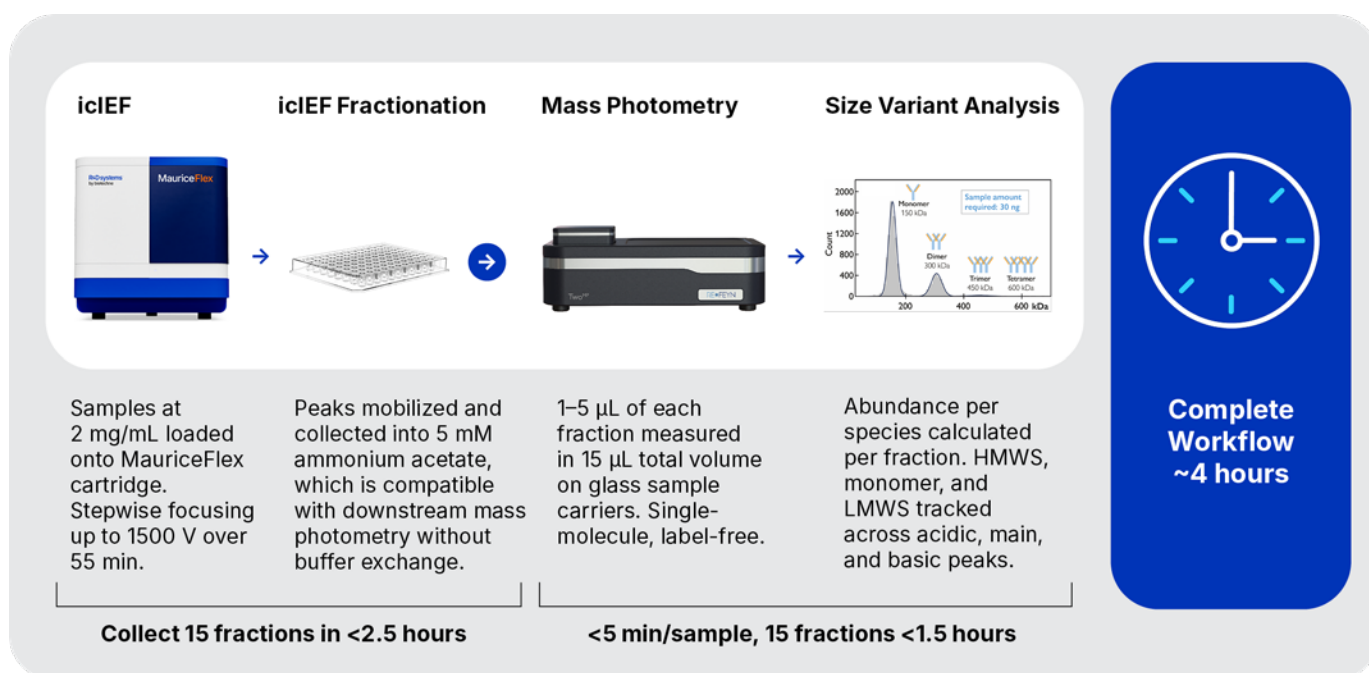 icIEF
icIEF Fractionation
Mass Photometry
Size Variant Analysis
MauriceFlex
Two
Sample amount
required: 30 ng
Monomer
150 kDa
Dimer
300 kDa
Trimer
450 kDa
Tetramer
600 kDa
Count
2000
1600
1200
800
400
0
200
400
600 kDa
Samples at
2 mg/mL loaded
onto MauriceFlex
cartridge.
Stepwise focusing
up to 1500 V over
55 min.
Peaks mobilized and
collected into 5 mM
ammonium acetate,
which is compatible
with downstream mass
photometry without
buffer exchange.
1–5 µL of each
fraction measured
in 15 µL total volume
on glass sample
carriers. Single-
molecule, label-free.
Abundance per
species calculated
per fraction. HMWS,
monomer, and
LMWS tracked
across acidic, main,
and basic peaks.
Collect 15 fractions in <2.5 hours
<5 min/sample, 15 fractions <1.5 hours
Complete
Workflow
~4 hours